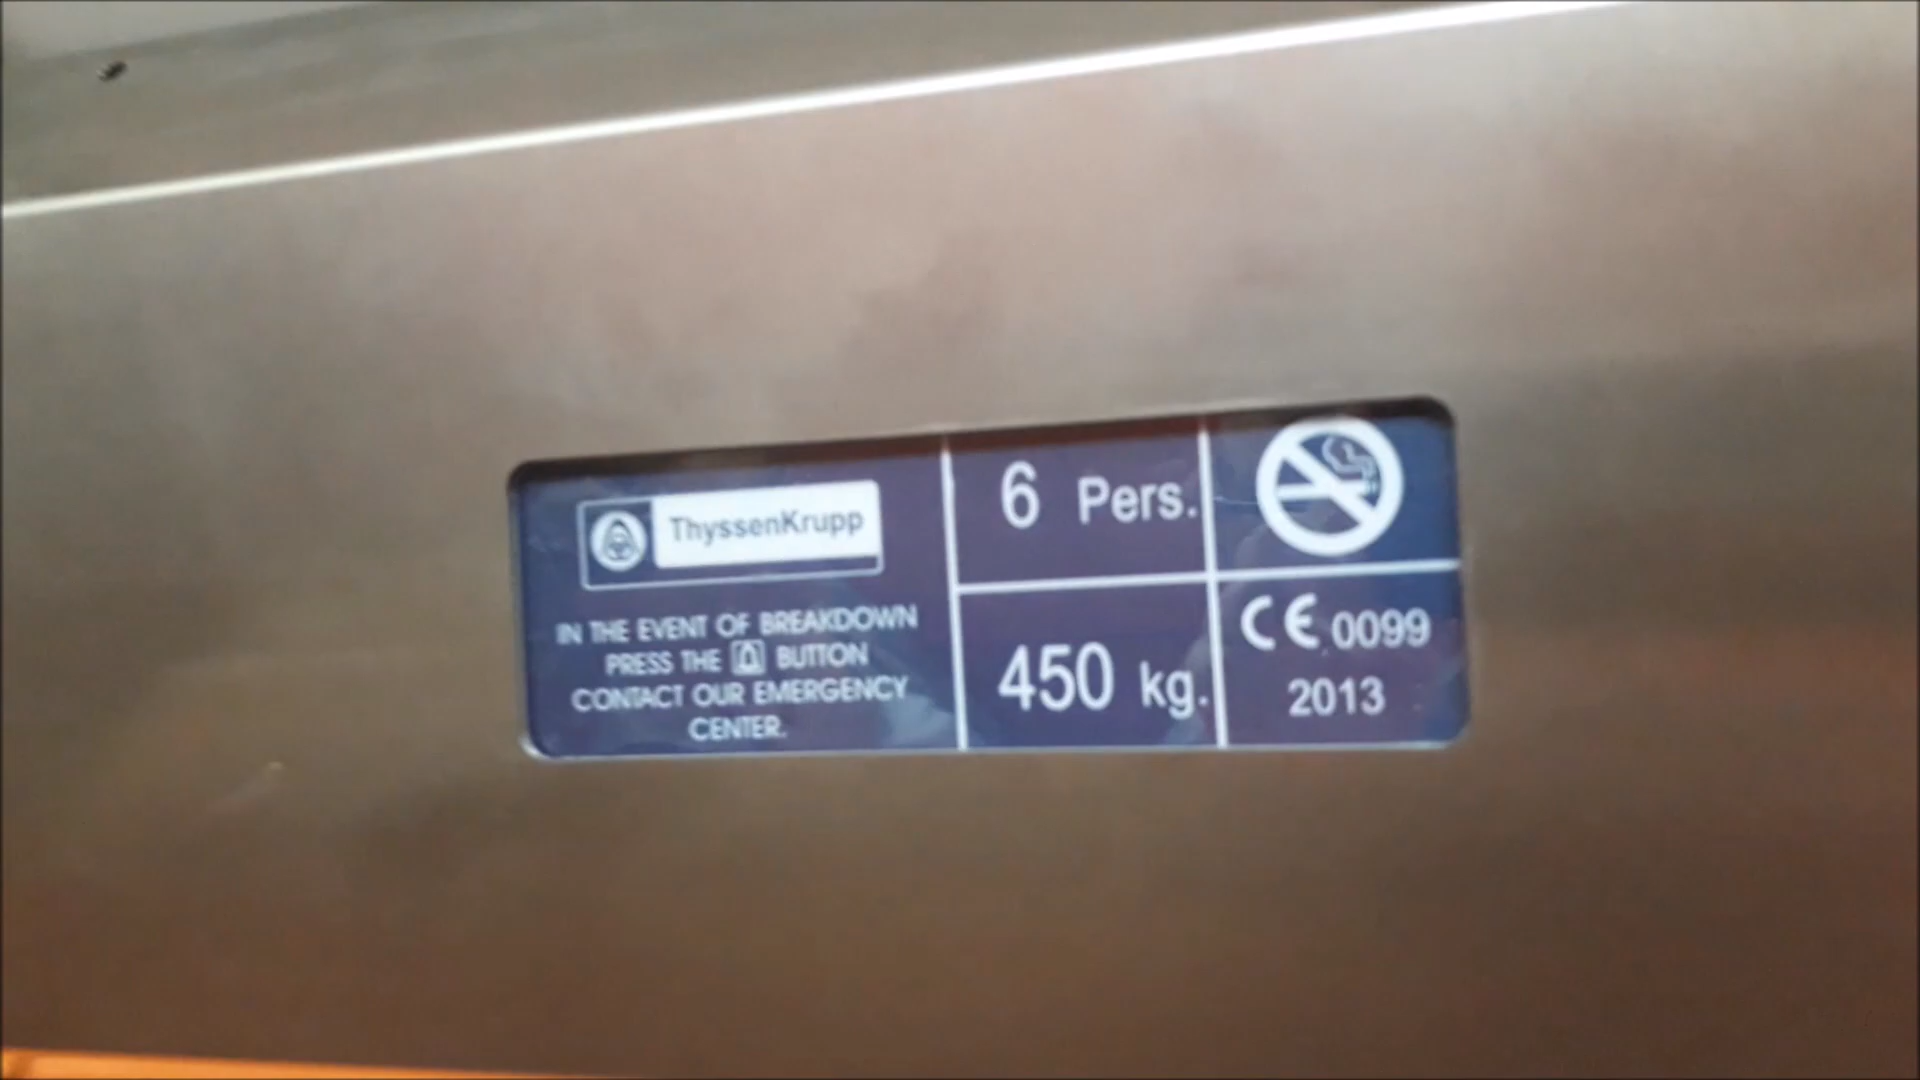 ThyssenKrupp
IN THE EVENT OF BREAKDOWN
PRESS THE BUTTON
CONTACT OUR EMERGENCY
CENTER.
6 Pers.
450 kg.
CE 0099
2013